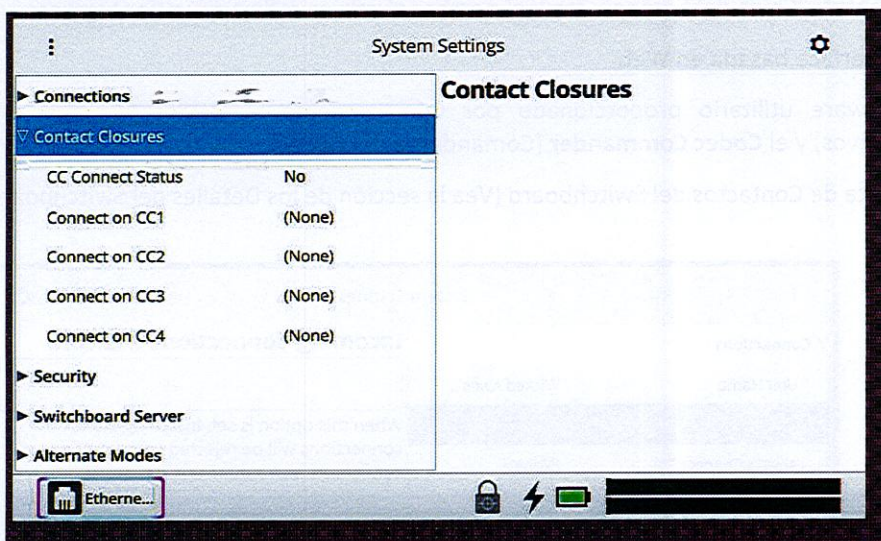 System Settings
Connections
Contact Closures
Contact Closures
CC Connect Status No
Connect on CC1 (None)
Connect on CC2 (None)
Connect on CC3 (None)
Connect on CC4 (None)
Security
Switchboard Server
Alternate Modes
Etherne...